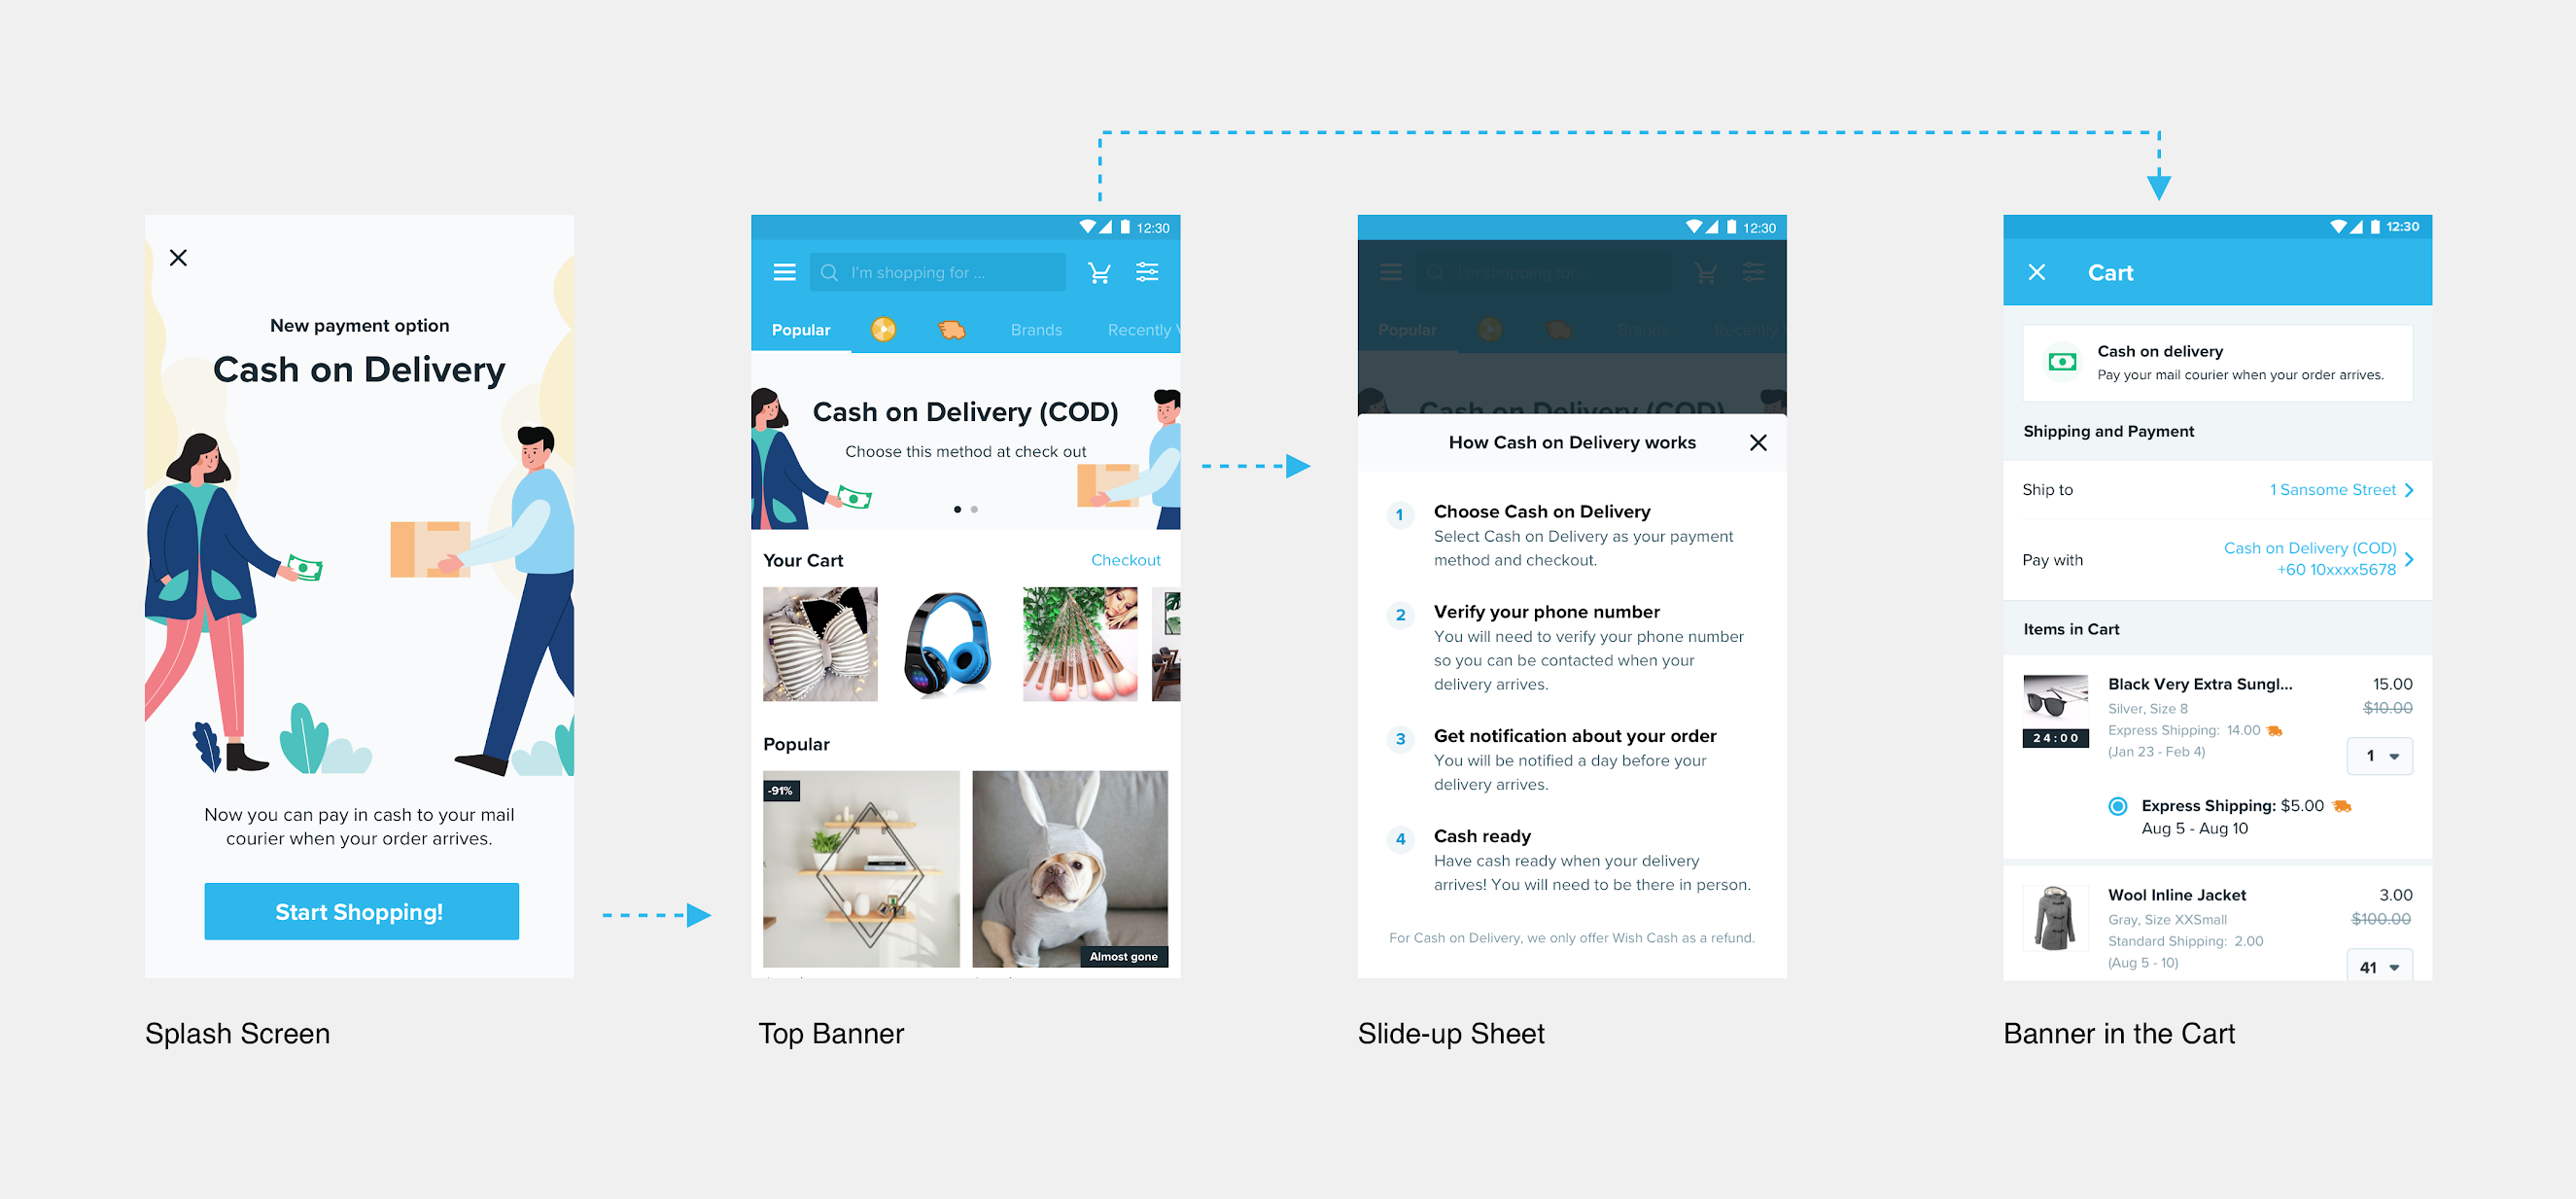 New payment option
Cash on Delivery
Now you can pay in cash to your mail
courier when your order arrives.
Start Shopping!
Splash Screen
12:30
I'm shopping for ...
Popular
Brands
Recently
Cash on Delivery (COD)
Choose this method at check out
Your Cart
Checkout
Popular
-91%
Almost gone
Top Banner
12:30
I'm shopping for ...
Popular
Brands
Recently
Cash on Delivery (COD)
How Cash on Delivery works
1
Choose Cash on Delivery
Select Cash on Delivery as your payment
method and checkout.
2
Verify your phone number
You will need to verify your phone number
so you can be contacted when your
delivery arrives.
3
Get notification about your order
You will be notified a day before your
delivery arrives.
4
Cash ready
Have cash ready when your delivery
arrives! You will need to be there in person.
For Cash on Delivery, we only offer Wish Cash as a refund.
Slide-up Sheet
12:30
Cart
Cash on delivery
Pay your mail courier when your order arrives.
Shipping and Payment
Ship to
1 Sansome Street
Pay with
Cash on Delivery (COD)
+60 10xxxx5678
Items in Cart
24:00
Black Very Extra Sungl...
15.00
Silver, Size 8
$10.00
Express Shipping: 14.00
(Jan 23 - Feb 4)
1
Express Shipping: $5.00
Aug 5 - Aug 10
Wool Inline Jacket
3.00
Gray, Size XXSmall
$100.00
Standard Shipping: 2.00
(Aug 5 - 10)
41
Banner in the Cart